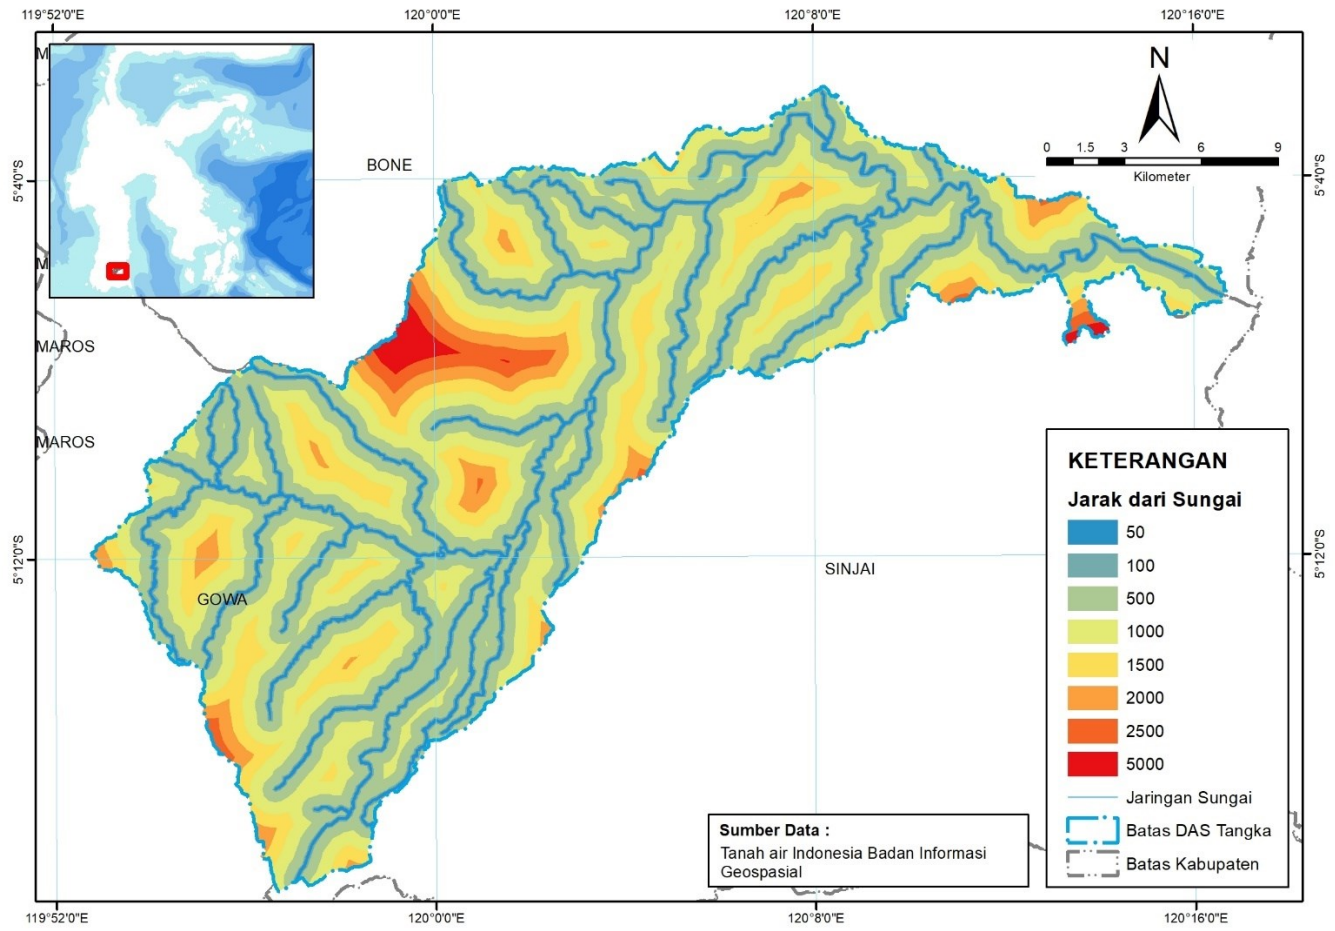 119°52'0"E
120°0'0"E
120°8'0"E
120°16'0"E
M
N
BONE
0 1.5 3 6 9
Kilometer
5°4'0"S
5°4'0"S
M
MAROS
MAROS
KETERANGAN
Jarak dari Sungai
50
100
500
1000
1500
2000
2500
5000
Jaringan Sungai
Batas DAS Tangka
Batas Kabupaten
5°12'0"S
5°12'0"S
SINJAI
GOWA
Sumber Data :
Tanah air Indonesia Badan Informasi
Geospasial
119°52'0"E
120°0'0"E
120°8'0"E
120°16'0"E